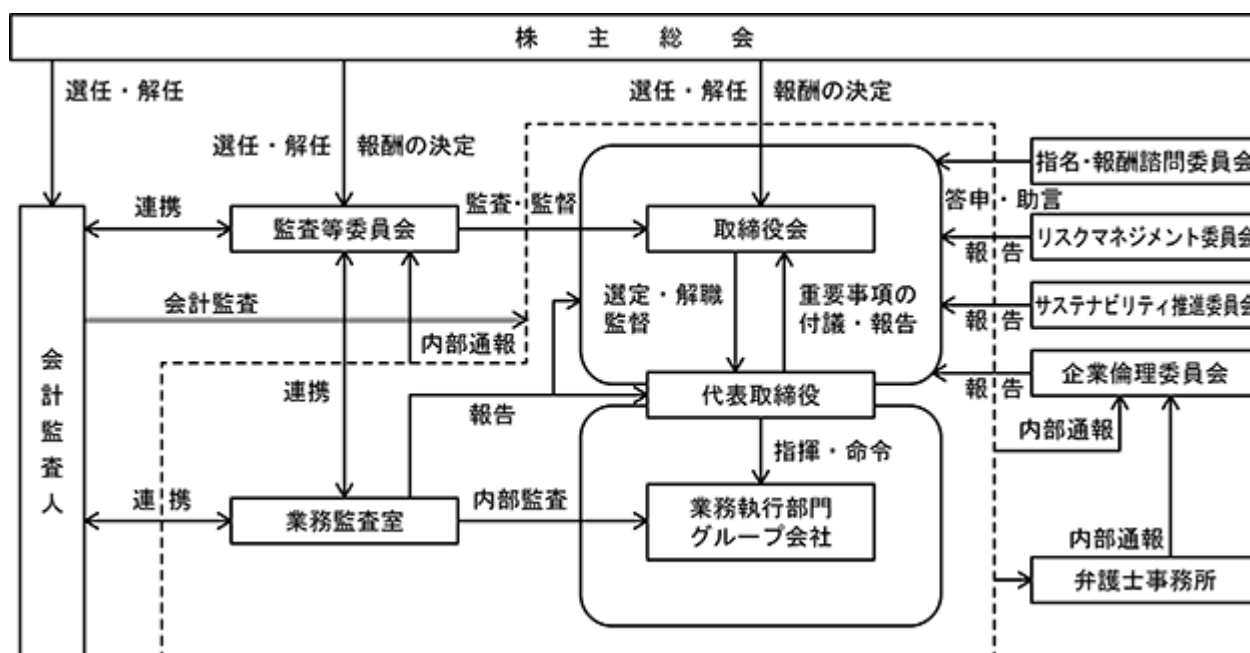 株主総会
選任・解任
選任・解任 報酬の決定
選任・解任 報酬の決定
指名・報酬諮問委員会
答申・助言
連携
監査等委員会
監査・監督
取締役会
リスクマネジメント委員会
報告
会計監査
選定・解職
監督
重要事項の
付議・報告
サステナビリティ推進委員会
報告
内部通報
会計監査人
連携
報告
代表取締役
企業倫理委員会
報告
内部通報
指揮・命令
連携
業務監査室
内部監査
業務執行部門
グループ会社
内部通報
弁護士事務所